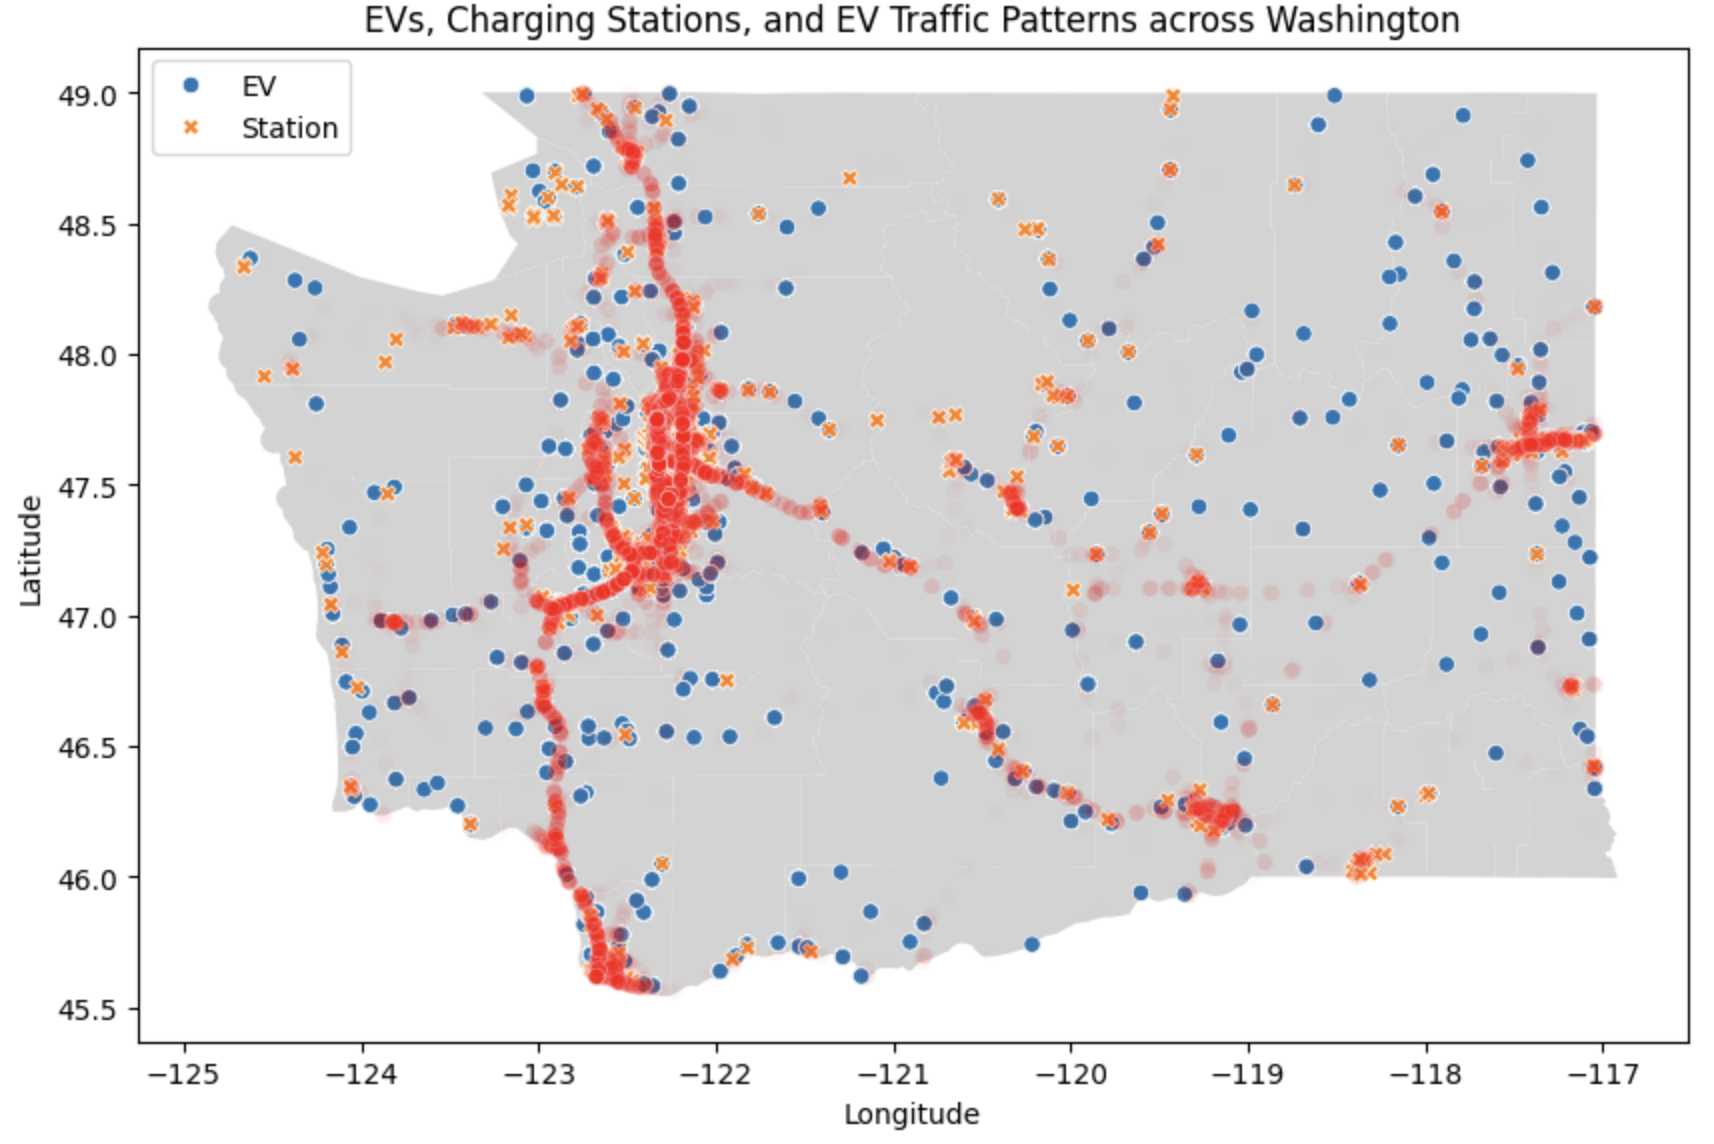 EVs, Charging Stations, and EV Traffic Patterns across Washington
EV
Station
49.0
48.5
48.0
47.5
47.0
46.5
46.0
45.5
Latitude
−125 −124 −123 −122 −121 −120 −119 −118 −117
Longitude